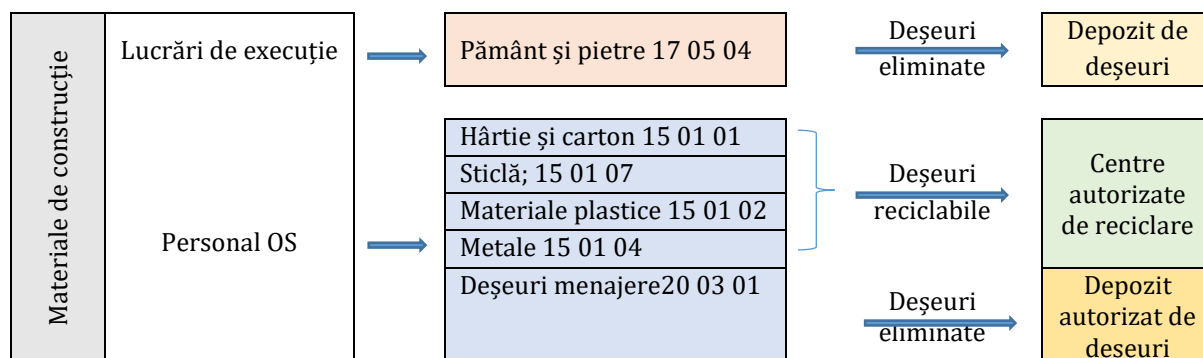 Materiale de construcție
Lucrări de execuție
Pământ și pietre 17 05 04
Deșeuri
eliminate
Depozit de
deșeuri
Personal OS
Hârtie și carton 15 01 01
Sticlă; 15 01 07
Materiale plastice 15 01 02
Metale 15 01 04
Deșeuri menajere20 03 01
Deșeuri
reciclabile
Centre
autorizate
de reciclare
Deșeuri
eliminate
Depozit
autorizat de
deșeuri